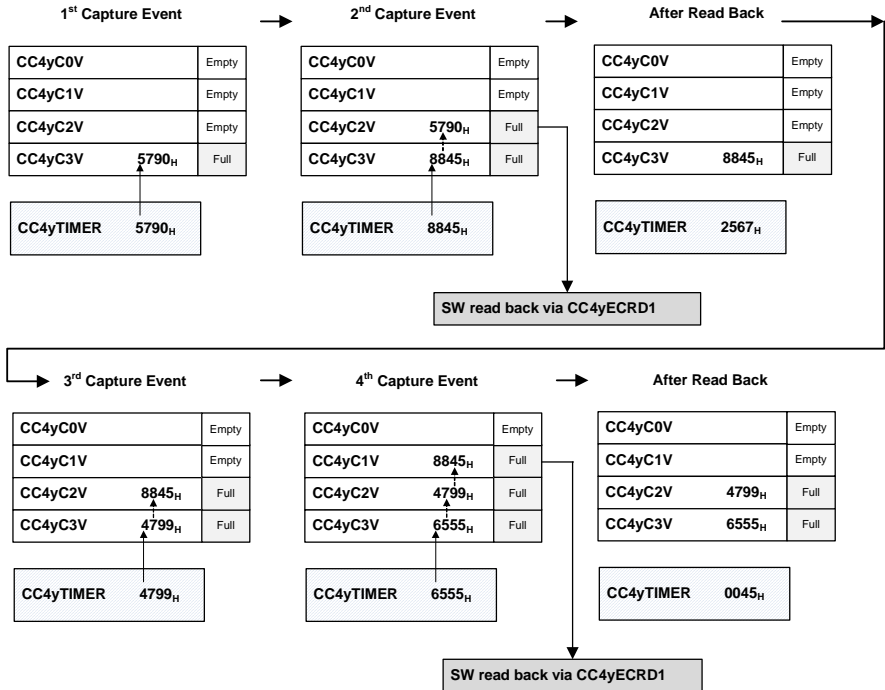 1st Capture Event 2nd Capture Event After Read Back
CC4yC0V Empty CC4yC0V Empty CC4yC0V Empty
CC4yC1V Empty CC4yC1V Empty CC4yC1V Empty
CC4yC2V Empty CC4yC2V 5790H Full CC4yC2V Empty
CC4yC3V 5790H Full CC4yC3V 8845H Full CC4yC3V 8845H Full
CC4yTIMER 5790H CC4yTIMER 8845H CC4yTIMER 2567H
SW read back via CC4yECRD1
3rd Capture Event 4th Capture Event After Read Back
CC4yC0V Empty CC4yC0V Empty CC4yC0V Empty
CC4yC1V Empty CC4yC1V 8845H Full CC4yC1V Empty
CC4yC2V 8845H Full CC4yC2V 4799H Full CC4yC2V 4799H Full
CC4yC3V 4799H Full CC4yC3V 6555H Full CC4yC3V 6555H Full
CC4yTIMER 4799H CC4yTIMER 6555H CC4yTIMER 0045H
SW read back via CC4yECRD1